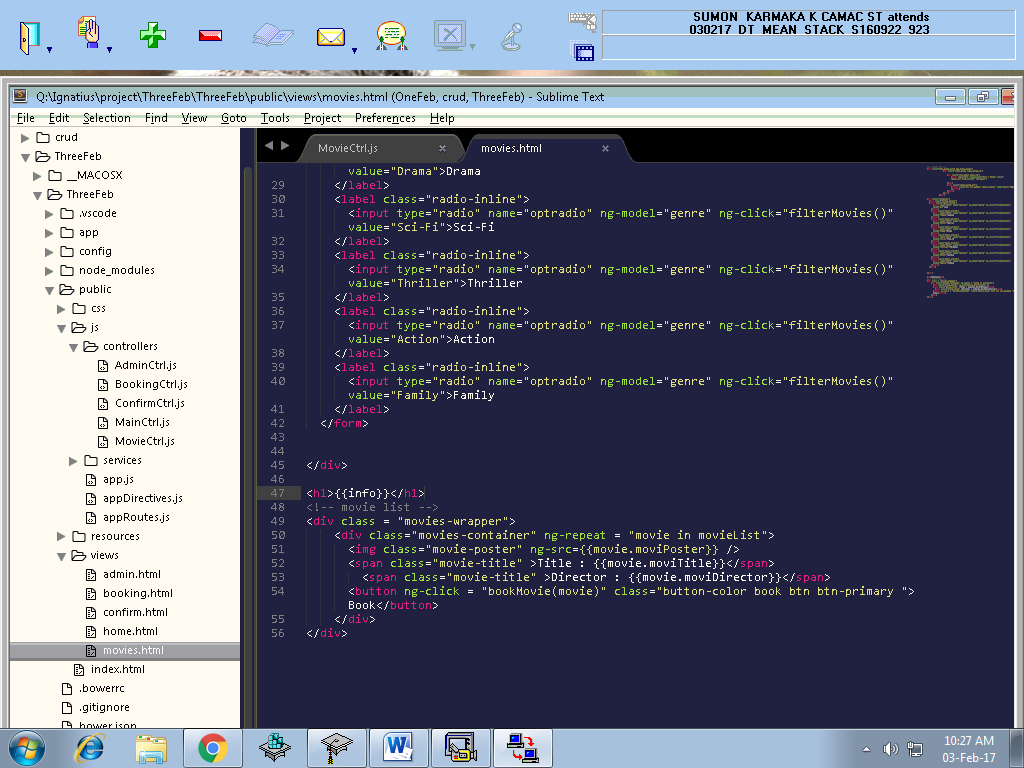 SUMON KARMAKA K CAMAC ST attends
030217 DT MEAN STACK S160922 923
Q:\Ignatius\project\ThreeFeb\ThreeFeb\public\views\movies.html (OneFeb, crud, ThreeFeb) - Sublime Text
File Edit Selection Find View Goto Tools Project Preferences Help
crud
ThreeFeb
__MACOSX
ThreeFeb
.vscode
app
config
node_modules
public
css
js
controllers
AdminCtrl.js
BookingCtrl.js
ConfirmCtrl.js
MainCtrl.js
MovieCtrl.js
services
app.js
appDirectives.js
appRoutes.js
resources
views
admin.html
booking.html
confirm.html
home.html
movies.html
index.html
.bowerrc
.gitignore
bower.json
MovieCtrl.js × movies.html ×
value="Drama">Drama
29 </label>
30 <label class="radio-inline">
31 <input type="radio" name="optradio" ng-model="genre" ng-click="filterMovies()"
value="Sci-Fi">Sci-Fi
32 </label>
33 <label class="radio-inline">
34 <input type="radio" name="optradio" ng-model="genre" ng-click="filterMovies()"
value="Thriller">Thriller
35 </label>
36 <label class="radio-inline">
37 <input type="radio" name="optradio" ng-model="genre" ng-click="filterMovies()"
value="Action">Action
38 </label>
39 <label class="radio-inline">
40 <input type="radio" name="optradio" ng-model="genre" ng-click="filterMovies()"
value="Family">Family
41 </label>
42 </form>
43
44
45 </div>
46
47 <h1>{{info}}</h1>
48 <!-- movie list -->
49 <div class = "movies-wrapper">
50 <div class="movies-container" ng-repeat = "movie in movieList">
51 <img class="movie-poster" ng-src={{movie.moviPoster}} />
52 <span class="movie-title" >Title : {{movie.moviTitle}}</span>
53 <span class="movie-title" >Director : {{movie.moviDirector}}</span>
54 <button ng-click = "bookMovie(movie)" class="button-color book btn btn-primary ">
Book</button>
55 </div>
56 </div>
10:27 AM
03-Feb-17